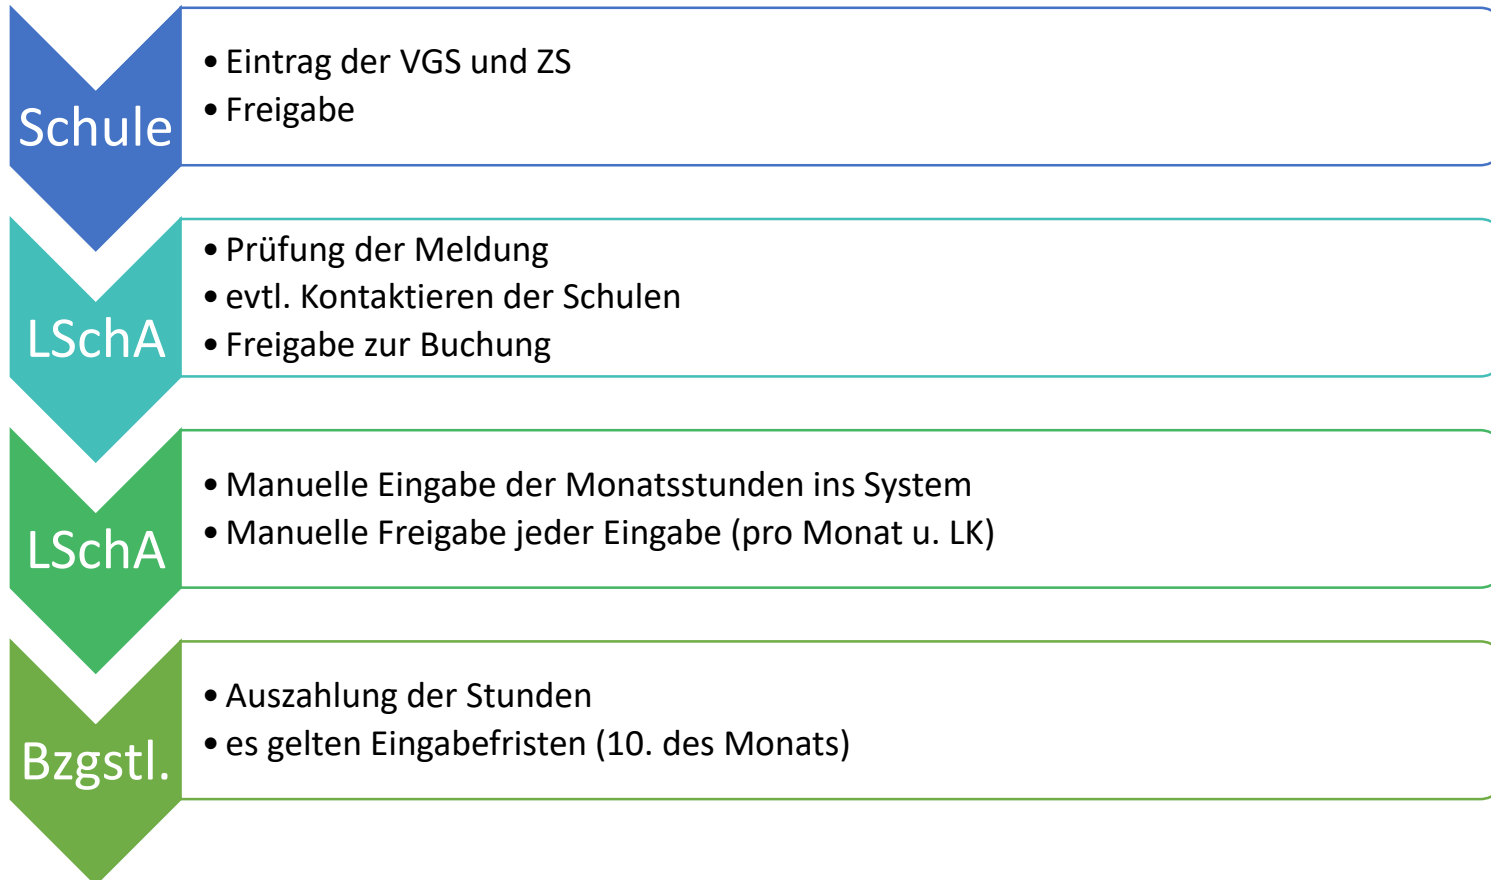 Schule
• Eintrag der VGS und ZS
• Freigabe
LSchA
• Prüfung der Meldung
• evtl. Kontaktieren der Schulen
• Freigabe zur Buchung
LSchA
• Manuelle Eingabe der Monatsstunden ins System
• Manuelle Freigabe jeder Eingabe (pro Monat u. LK)
Bzgstl.
• Auszahlung der Stunden
• es gelten Eingabefristen (10. des Monats)